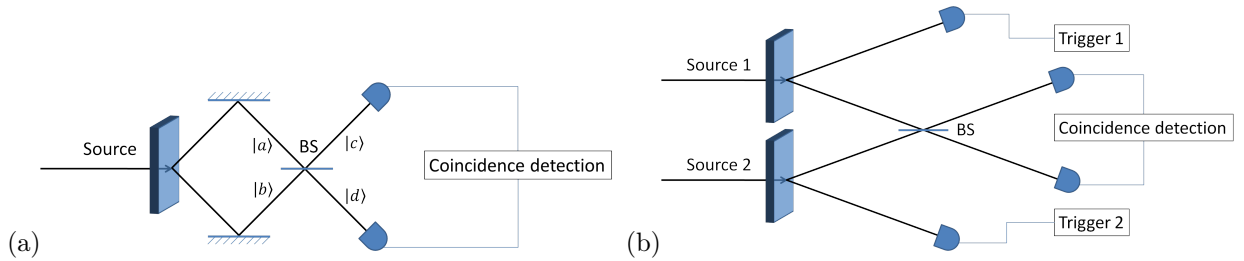 (a)
Source
|a⟩
BS
|c⟩
|b⟩
|d⟩
Coincidence detection
(b)
Source 1
Trigger 1
BS
Coincidence detection
Source 2
Trigger 2